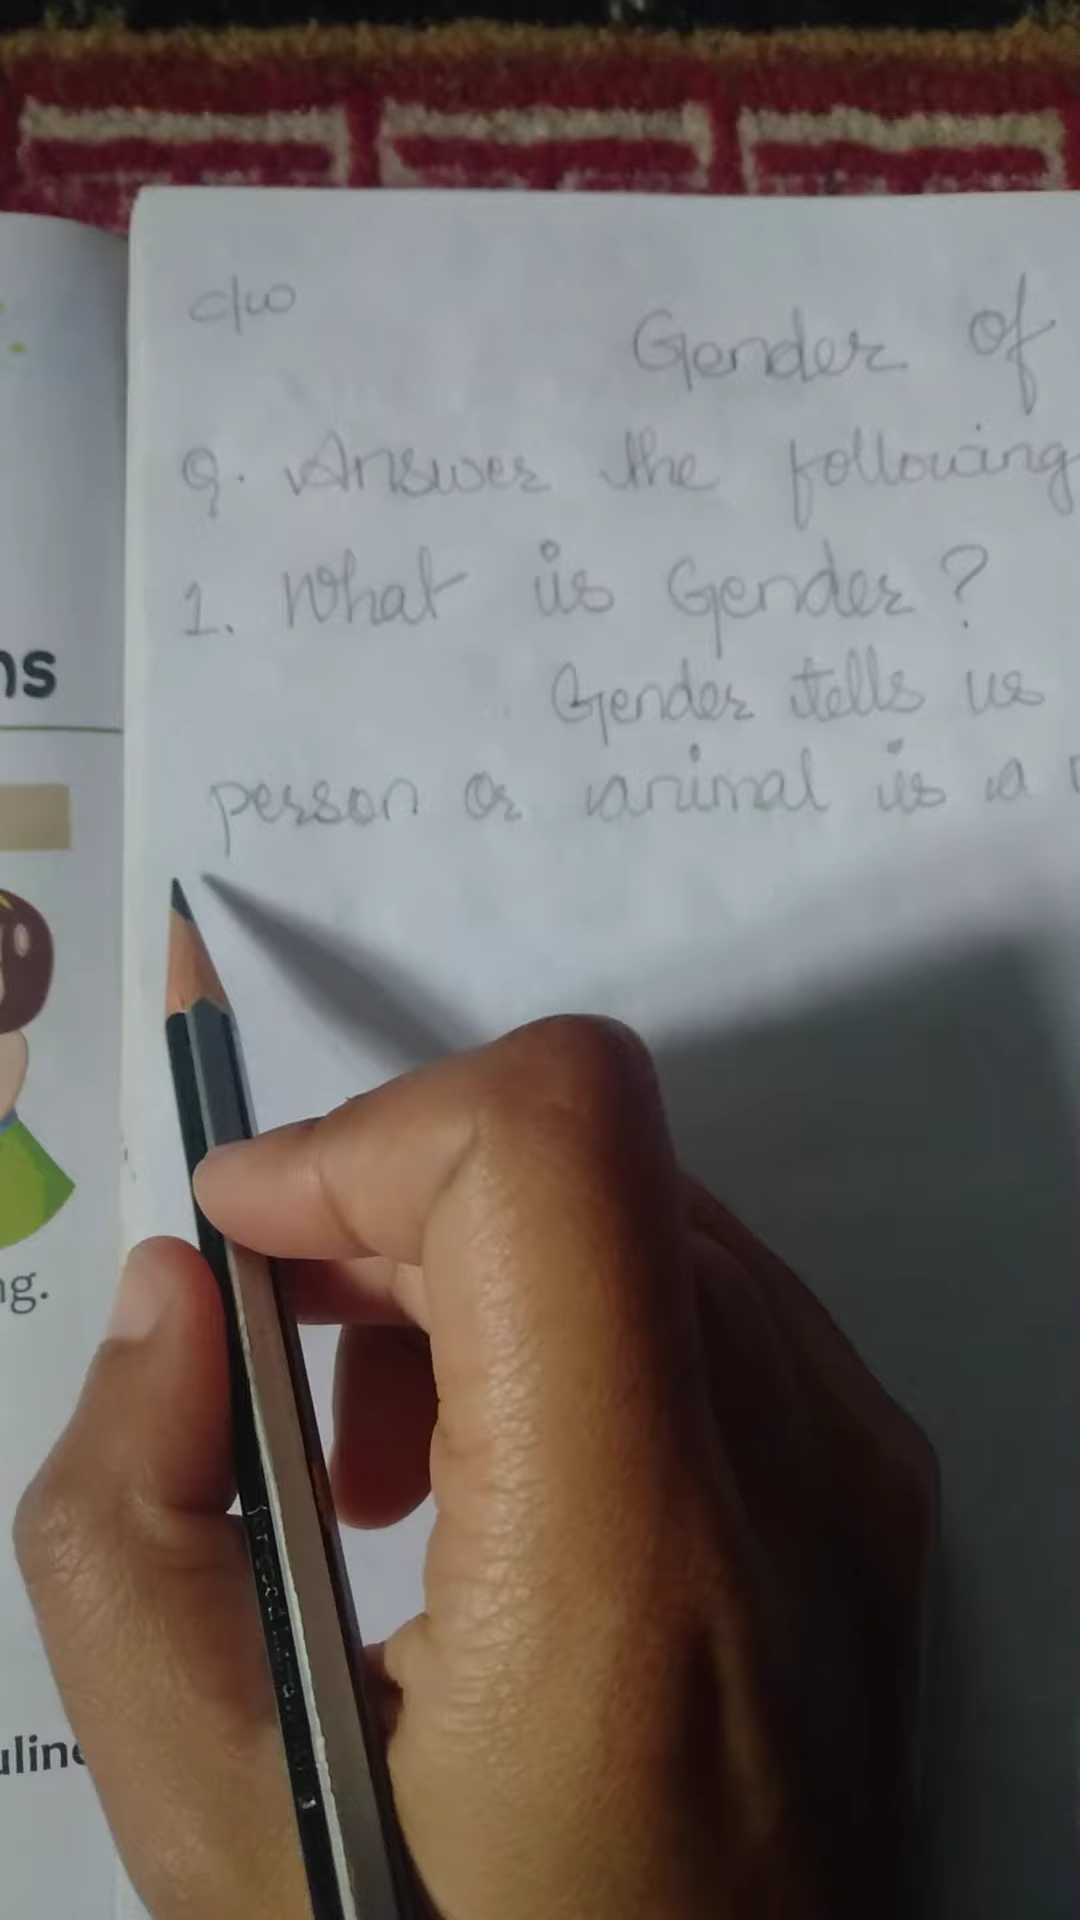 c/w
Gender of
Q. Answer the following
1. What is Gender?
Gender tells us
person or animal is a
ns
ng.
uline